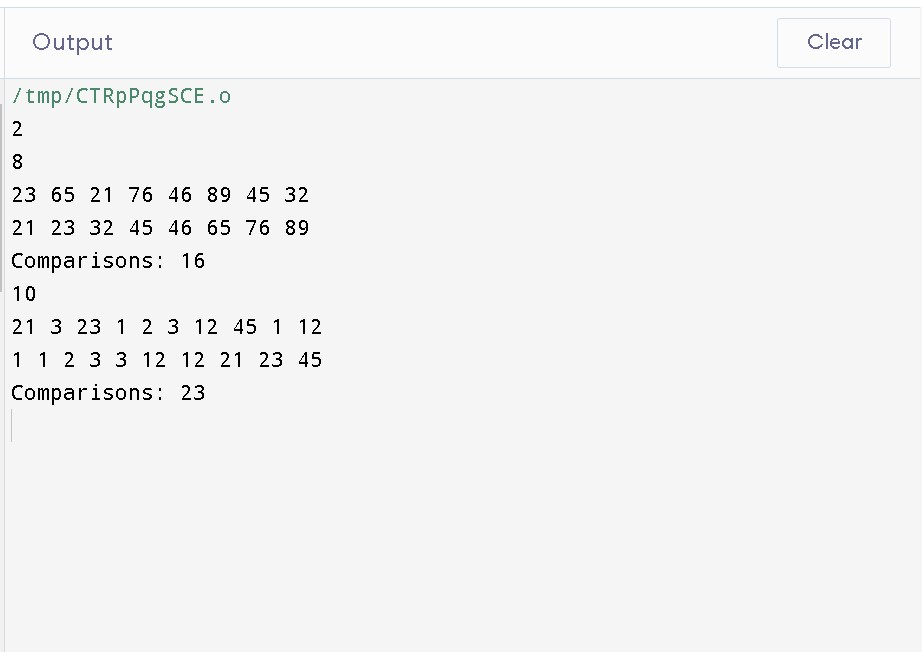 Output
Clear
/tmp/CTRpPqgSCE.o
2
8
23 65 21 76 46 89 45 32
21 23 32 45 46 65 76 89
Comparisons: 16
10
21 3 23 1 2 3 12 45 1 12
1 1 2 3 3 12 12 21 23 45
Comparisons: 23